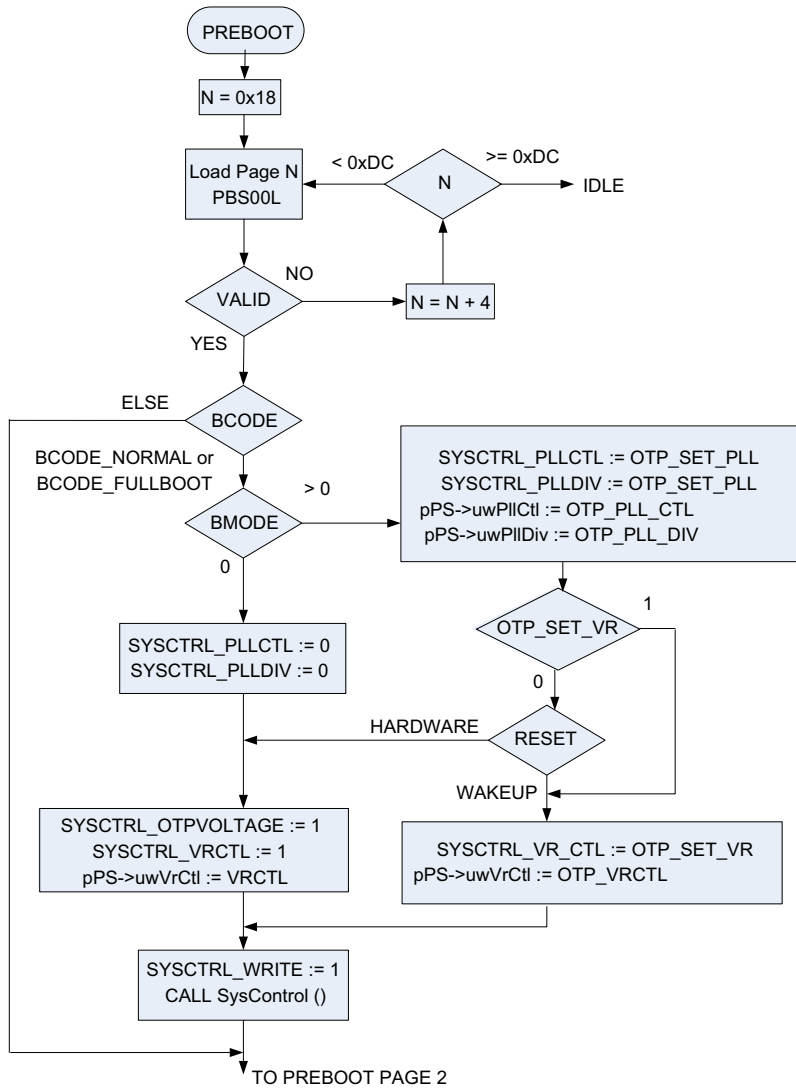 PREBOOT
N = 0x18
Load Page N
PBS00L
< 0xDC
N
>= 0xDC
IDLE
VALID
NO
N = N + 4
YES
ELSE
BCODE
BCODE_NORMAL or
BCODE_FULLBOOT
BMODE
> 0
0
SYSCTRL_PLLCTL := OTP_SET_PLL
SYSCTRL_PLLDIV := OTP_SET_PLL
pPS->uwPllCtl := OTP_PLL_CTL
pPS->uwPllDiv := OTP_PLL_DIV
OTP_SET_VR
1
0
SYSCTRL_PLLCTL := 0
SYSCTRL_PLLDIV := 0
HARDWARE
RESET
WAKEUP
SYSCTRL_OTPVOLTAGE := 1
SYSCTRL_VRCTL := 1
pPS->uwVrCtl := VRCTL
SYSCTRL_VR_CTL := OTP_SET_VR
pPS->uwVrCtl := OTP_VRCTL
SYSCTRL_WRITE := 1
CALL SysControl ()
TO PREBOOT PAGE 2